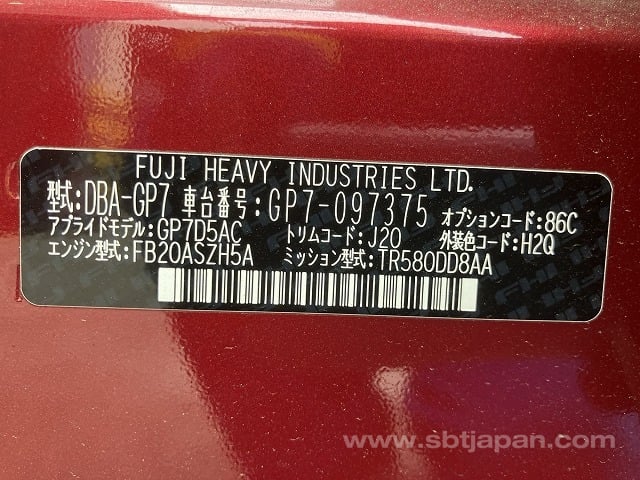 FUJI HEAVY INDUSTRIES LTD.
型式:DBA-GP7 車台番号:GP7-097375 オプションコード:86C
アプライドモデル:GP7D5AC トリムコード:J20 外装色コード:H2Q
エンジン型式:FB20ASZH5A ミッション型式:TR580DD8AA
www.sbtjapan.com